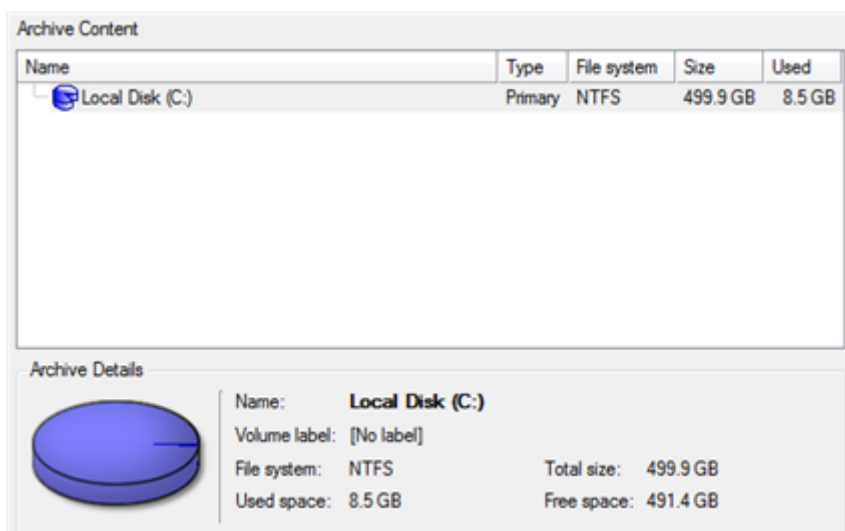 Archive Content
Name Type File system Size Used
Local Disk (C:) Primary NTFS 499.9 GB 8.5 GB
Archive Details
Name: Local Disk (C:)
Volume label: [No label]
File system: NTFS Total size: 499.9 GB
Used space: 8.5 GB Free space: 491.4 GB